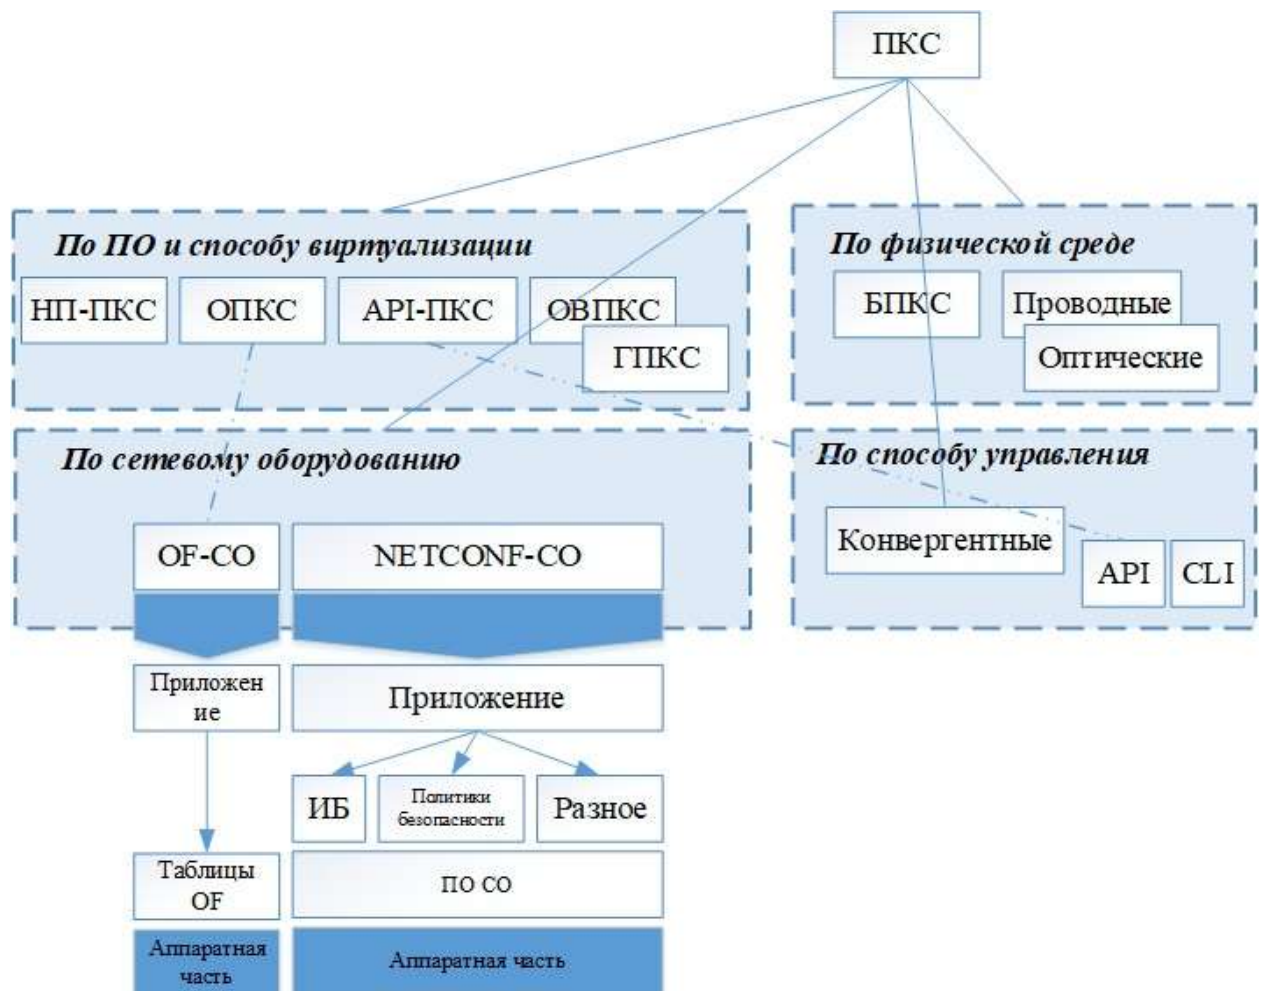 ПКС
По ПО и способу виртуализации
НП-ПКС
ОПКС
API-ПКС
ОВПКС
ГПКС
По физической среде
БПКС
Проводные
Оптические
По сетевому оборудованию
OF-CO
NETCONF-CO
По способу управления
Конвергентные
API
CLI
Приложен
ие
Приложение
ИБ
Политики
безопасности
Разное
Таблицы
OF
ПО СО
Аппаратная
часть
Аппаратная часть